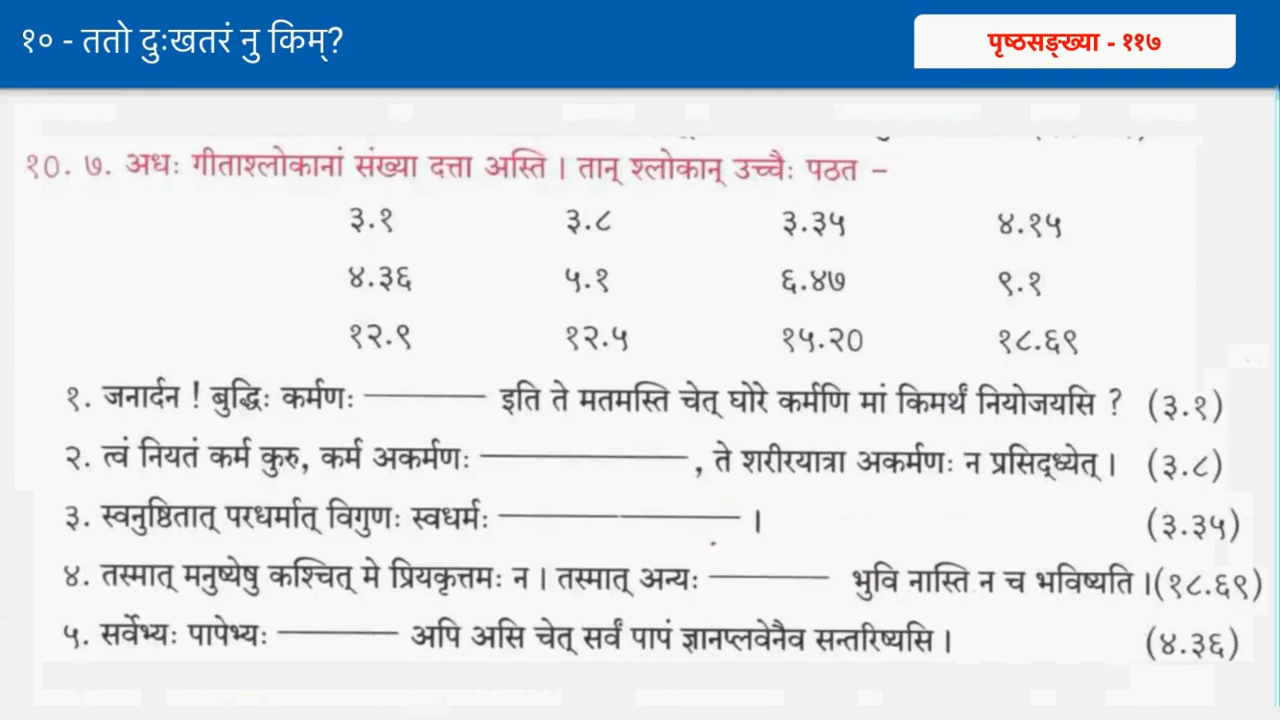 १० - ततो दुःखतरं नु किम्?
पृष्ठसङ्ख्या - ११७
१०. ७. अधः गीताश्लोकानां संख्या दत्ता अस्ति । तान् श्लोकान् उच्चैः पठत –
३.१ ३.८ ३.३५ ४.१५
४.३६ ५.१ ६.४७ ९.१
१२.९ १२.५ १५.२० १८.६९
१. जनार्दन ! बुद्धिः कर्मणः ——— इति ते मतमस्ति चेत् घोरे कर्मणि मां किमर्थं नियोजयसि ? (३.१)
२. त्वं नियतं कर्म कुरु, कर्म अकर्मणः ———, ते शरीरयात्रा अकर्मणः न प्रसिद्ध्येत् । (३.८)
३. स्वनुष्ठितात् परधर्मात् विगुणः स्वधर्मः ——— । (३.३५)
४. तस्मात् मनुष्येषु कश्चित् मे प्रियकृत्तमः न । तस्मात् अन्यः ——— भुवि नास्ति न च भविष्यति ।(१८.६९)
५. सर्वेभ्यः पापेभ्यः ——— अपि असि चेत् सर्वं पापं ज्ञानप्लवेनैव सन्तरिष्यसि । (४.३६)